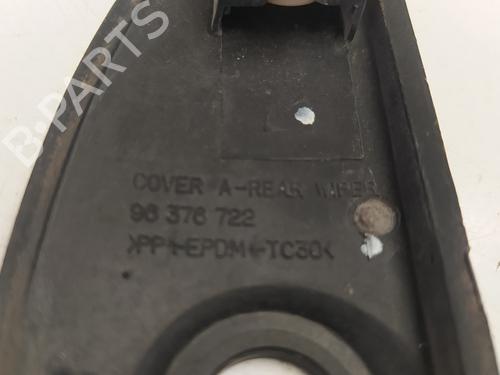 B-PARTS
COVER A-REAR WIPER
96 376 722
>PP+EPDM-TC30<